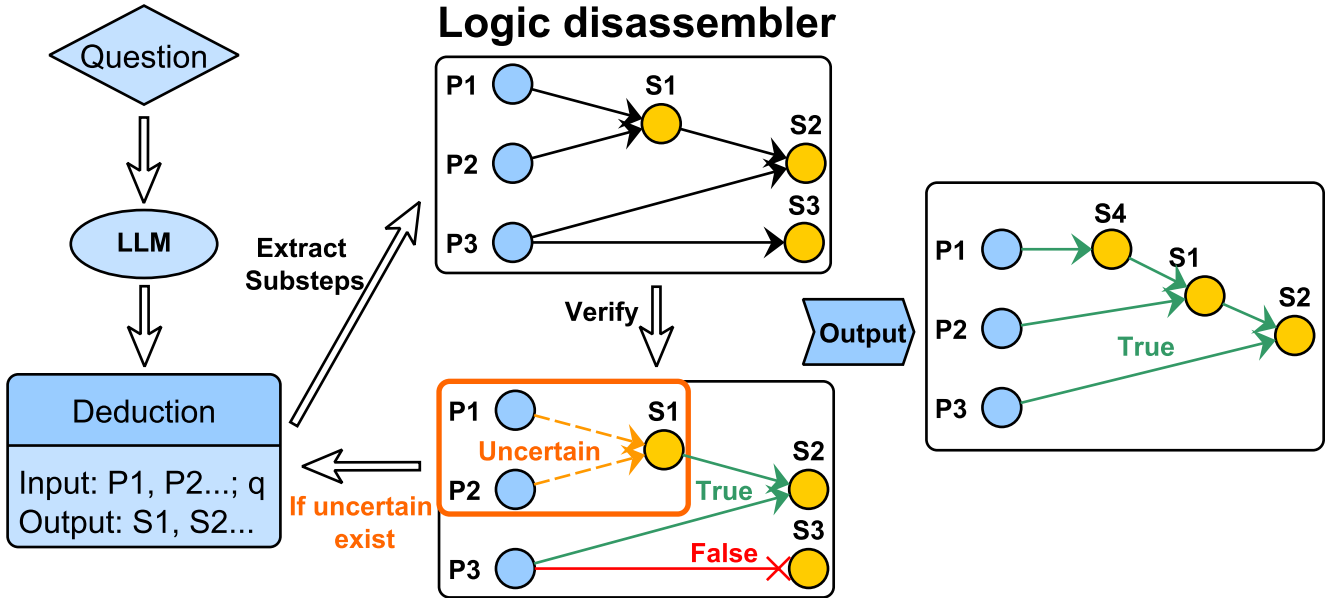 Logic disassembler
Question
LLM
Deduction
Input: P1, P2...; q
Output: S1, S2...
Extract
Substeps
P1
S1
P2
S2
P3
S3
Verify
P1
S1
Uncertain
P2
S2
True
P3
False
S3
If uncertain
exist
Output
P1
S4
S1
P2
S2
True
P3